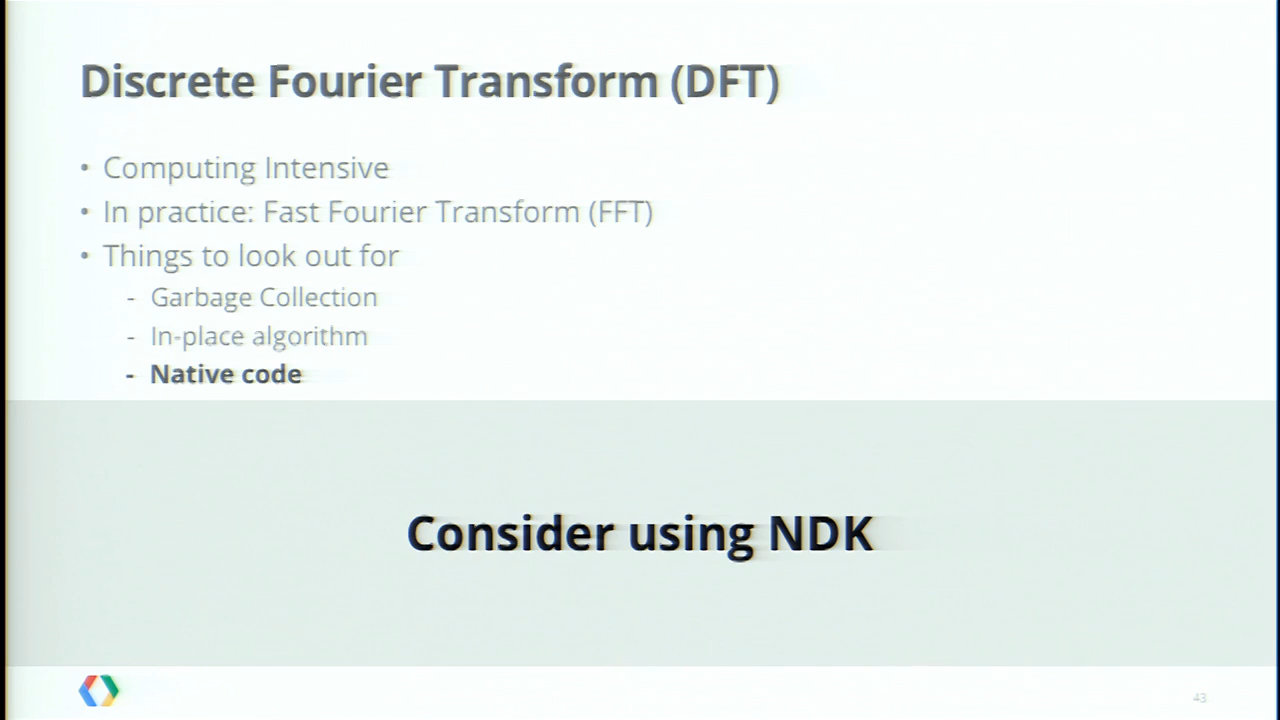 Discrete Fourier Transform (DFT)
• Computing Intensive
• In practice: Fast Fourier Transform (FFT)
• Things to look out for
- Garbage Collection
- In-place algorithm
- Native code
Consider using NDK
43